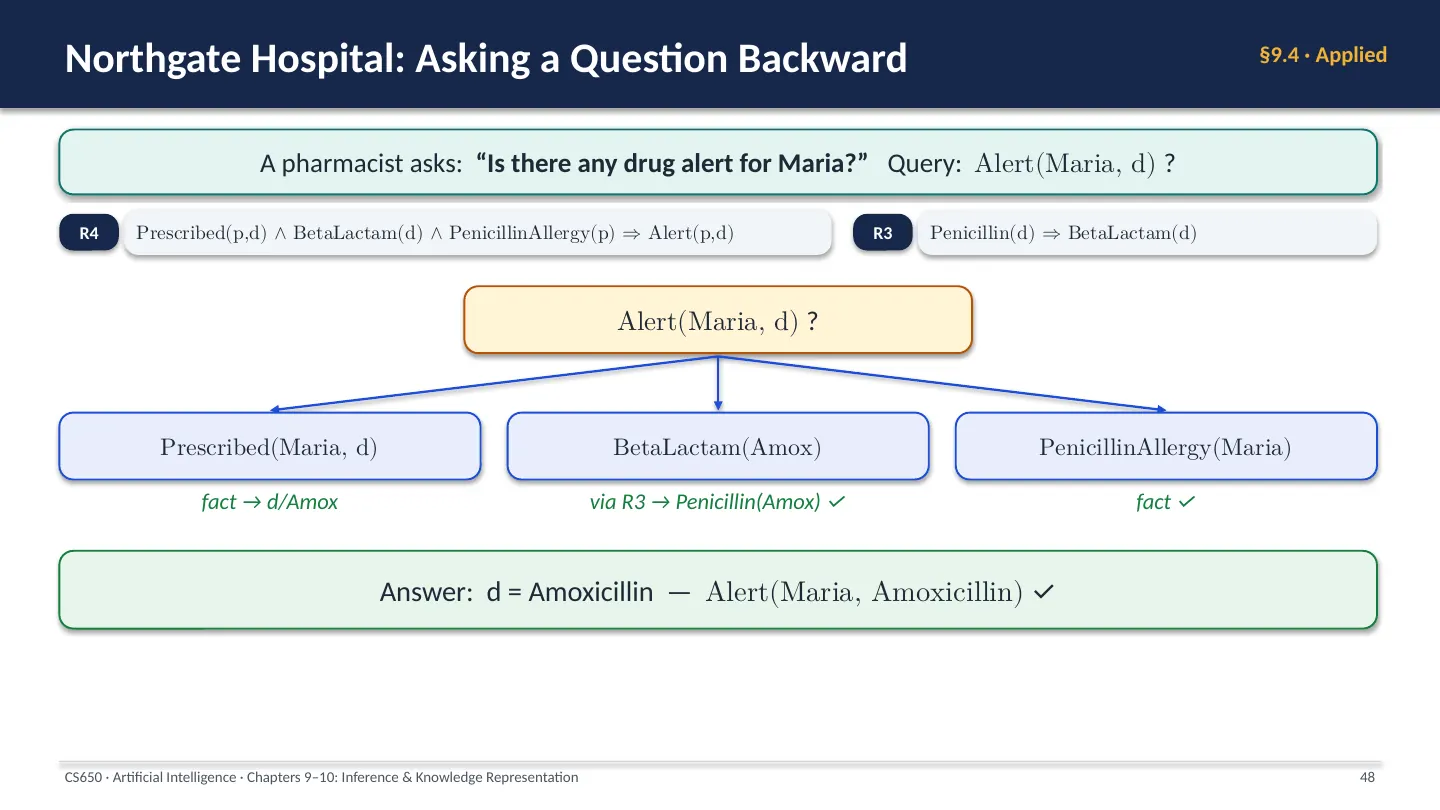 Northgate Hospital: Asking a Question Backward
§9.4 · Applied
A pharmacist asks: “Is there any drug alert for Maria?” Query: Alert(Maria, d) ?
R4 Prescribed(p,d) ∧ BetaLactam(d) ∧ PenicillinAllergy(p) ⇒ Alert(p,d)
R3 Penicillin(d) ⇒ BetaLactam(d)
Alert(Maria, d) ?
Prescribed(Maria, d)
BetaLactam(Amox)
PenicillinAllergy(Maria)
fact → d/Amox
via R3 → Penicillin(Amox) ✓
fact ✓
Answer: d = Amoxicillin — Alert(Maria, Amoxicillin) ✓
CS650 · Artificial Intelligence · Chapters 9–10: Inference & Knowledge Representation
48